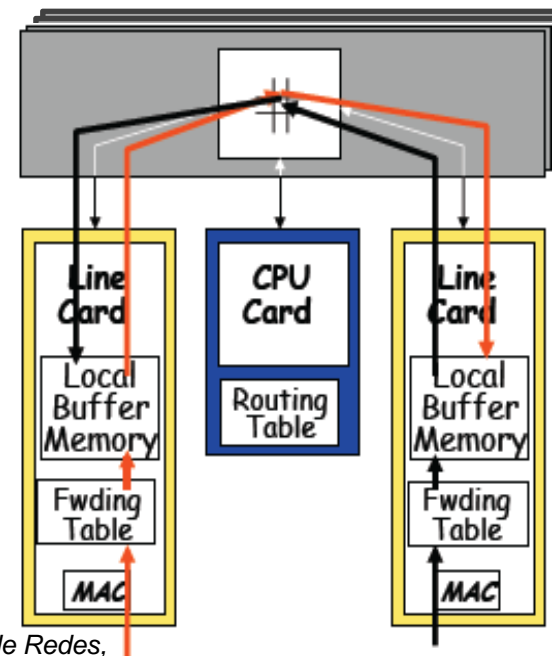 Line
Card
Local
Buffer
Memory
Fwding
Table
MAC
CPU
Card
Routing
Table
Line
Card
Local
Buffer
Memory
Fwding
Table
MAC
le Redes,